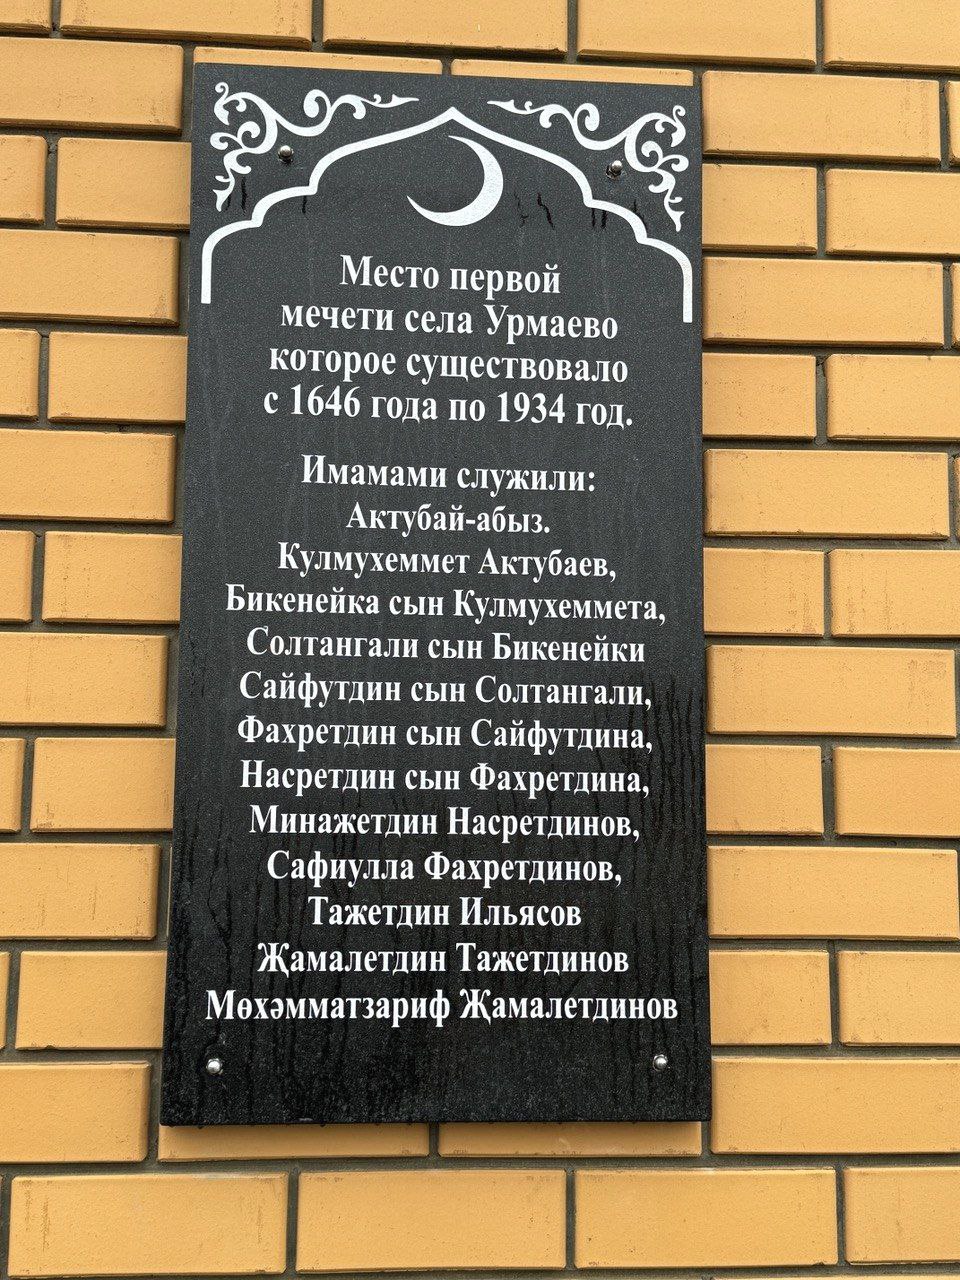 Место первой
мечети села Урмаево
которое существовало
с 1646 года по 1934 год.
Имамами служили:
Актубай-абыз.
Кулмухеммет Актубаев,
Бикенейка сын Кулмухеммета,
Солтангали сын Бикенейки
Сайфутдин сын Солтангали,
Фахретдин сын Сайфутдина,
Насретдин сын Фахретдина,
Минажетдин Насретдинов,
Сафиулла Фахретдинов,
Тажетдин Ильясов
Җамалетдин Тажетдинов
Мөхәмматзариф Җамалетдинов